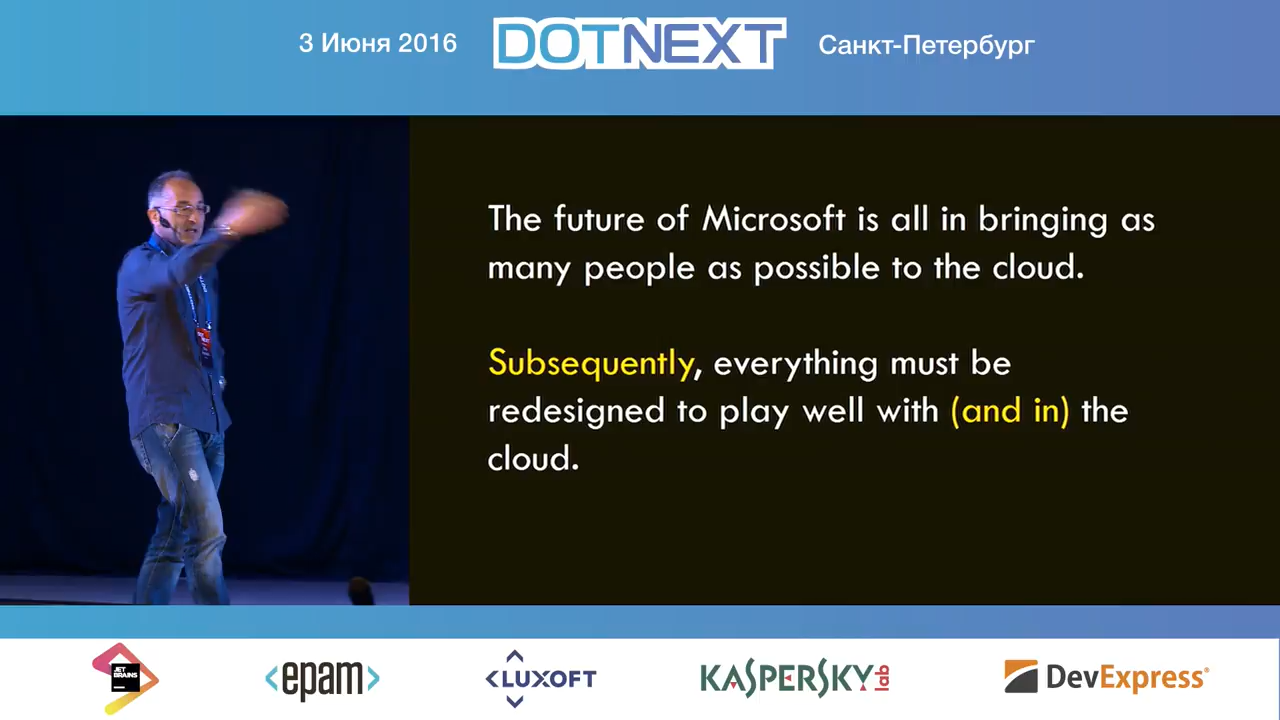 3 Июня 2016
DOTNEXT
Санкт-Петербург
The future of Microsoft is all in bringing as
many people as possible to the cloud.
Subsequently, everything must be
redesigned to play well with (and in) the
cloud.
JET
BRAINS
<epam>
LUXOFT
KASPERSKY lab
DevExpress®